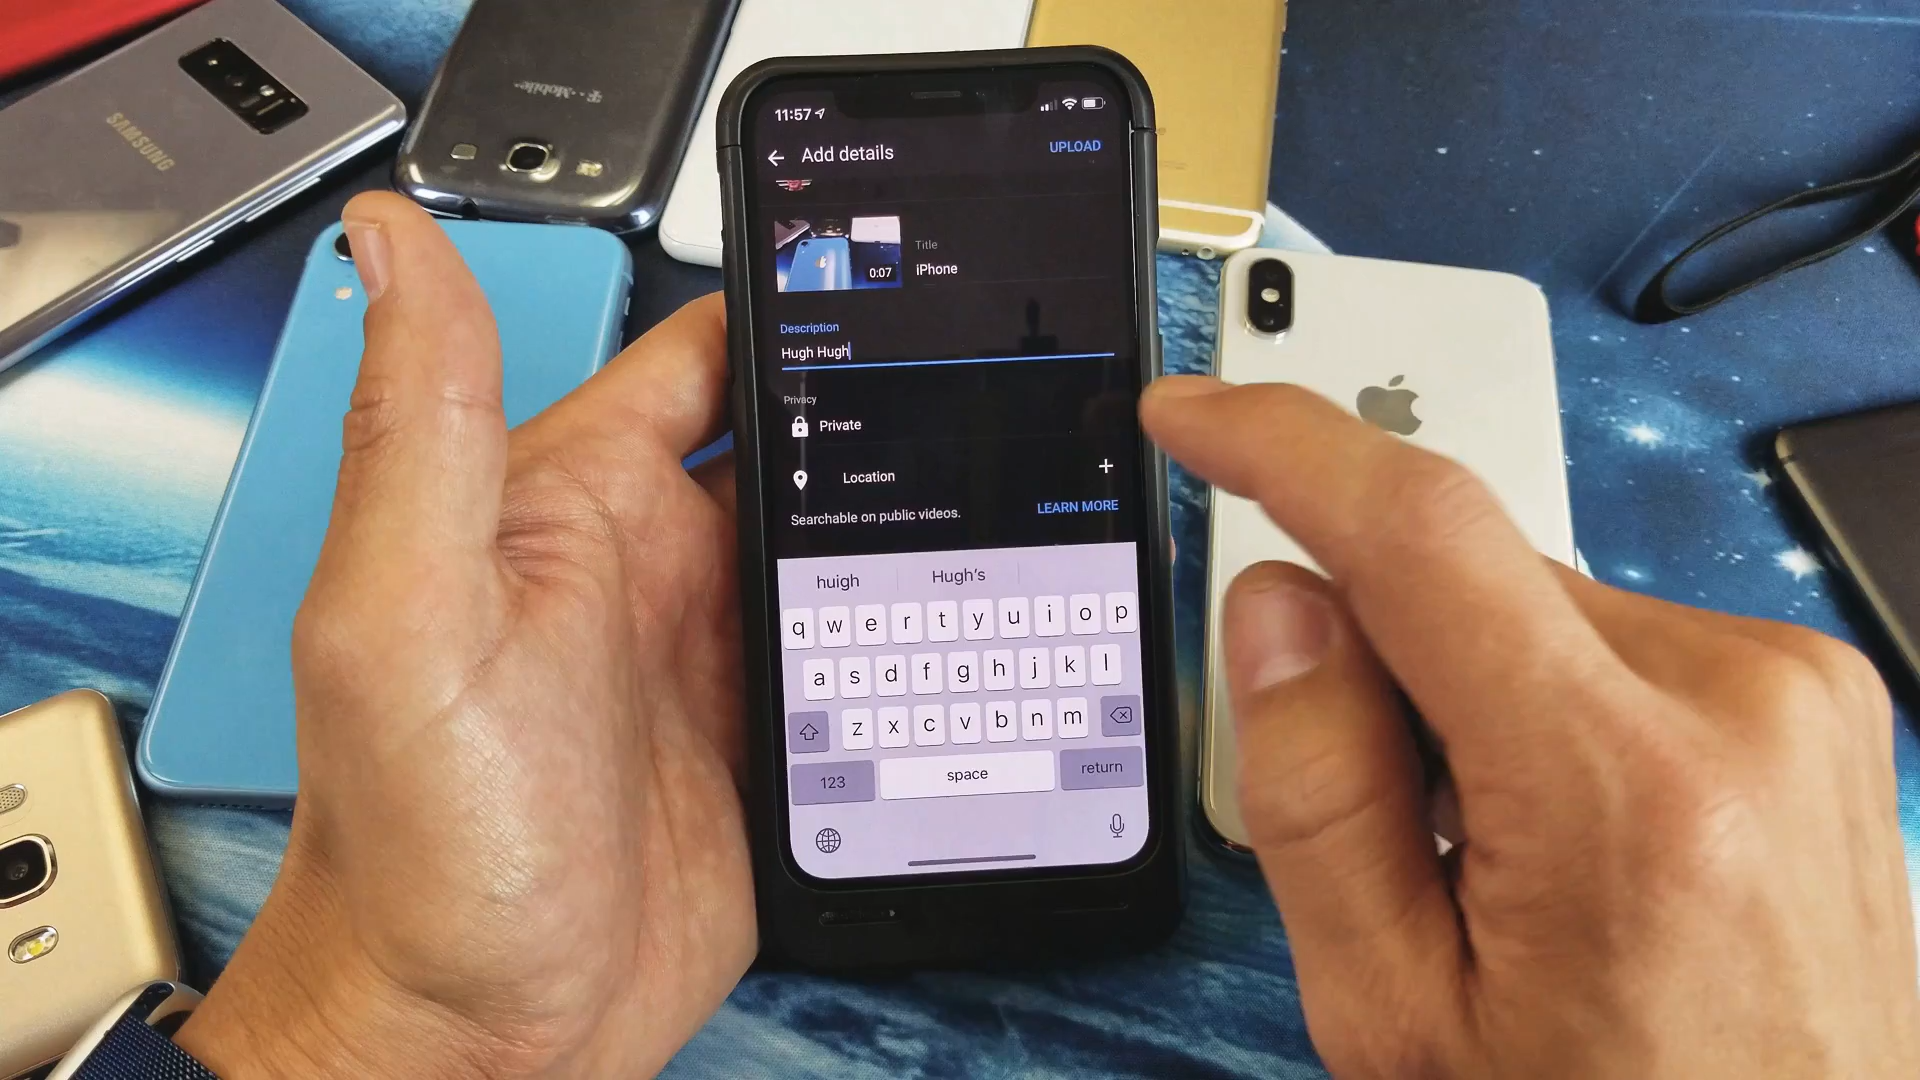 SAMSUNG
T··Mobile·
11:57
Add details
UPLOAD
0:07
Title
iPhone
Description
Hugh Hugh
Privacy
Private
Location
+
Searchable on public videos.
LEARN MORE
huigh
Hugh's
q w e r t y u i o p
a s d f g h j k l
z x c v b n m
123
space
return